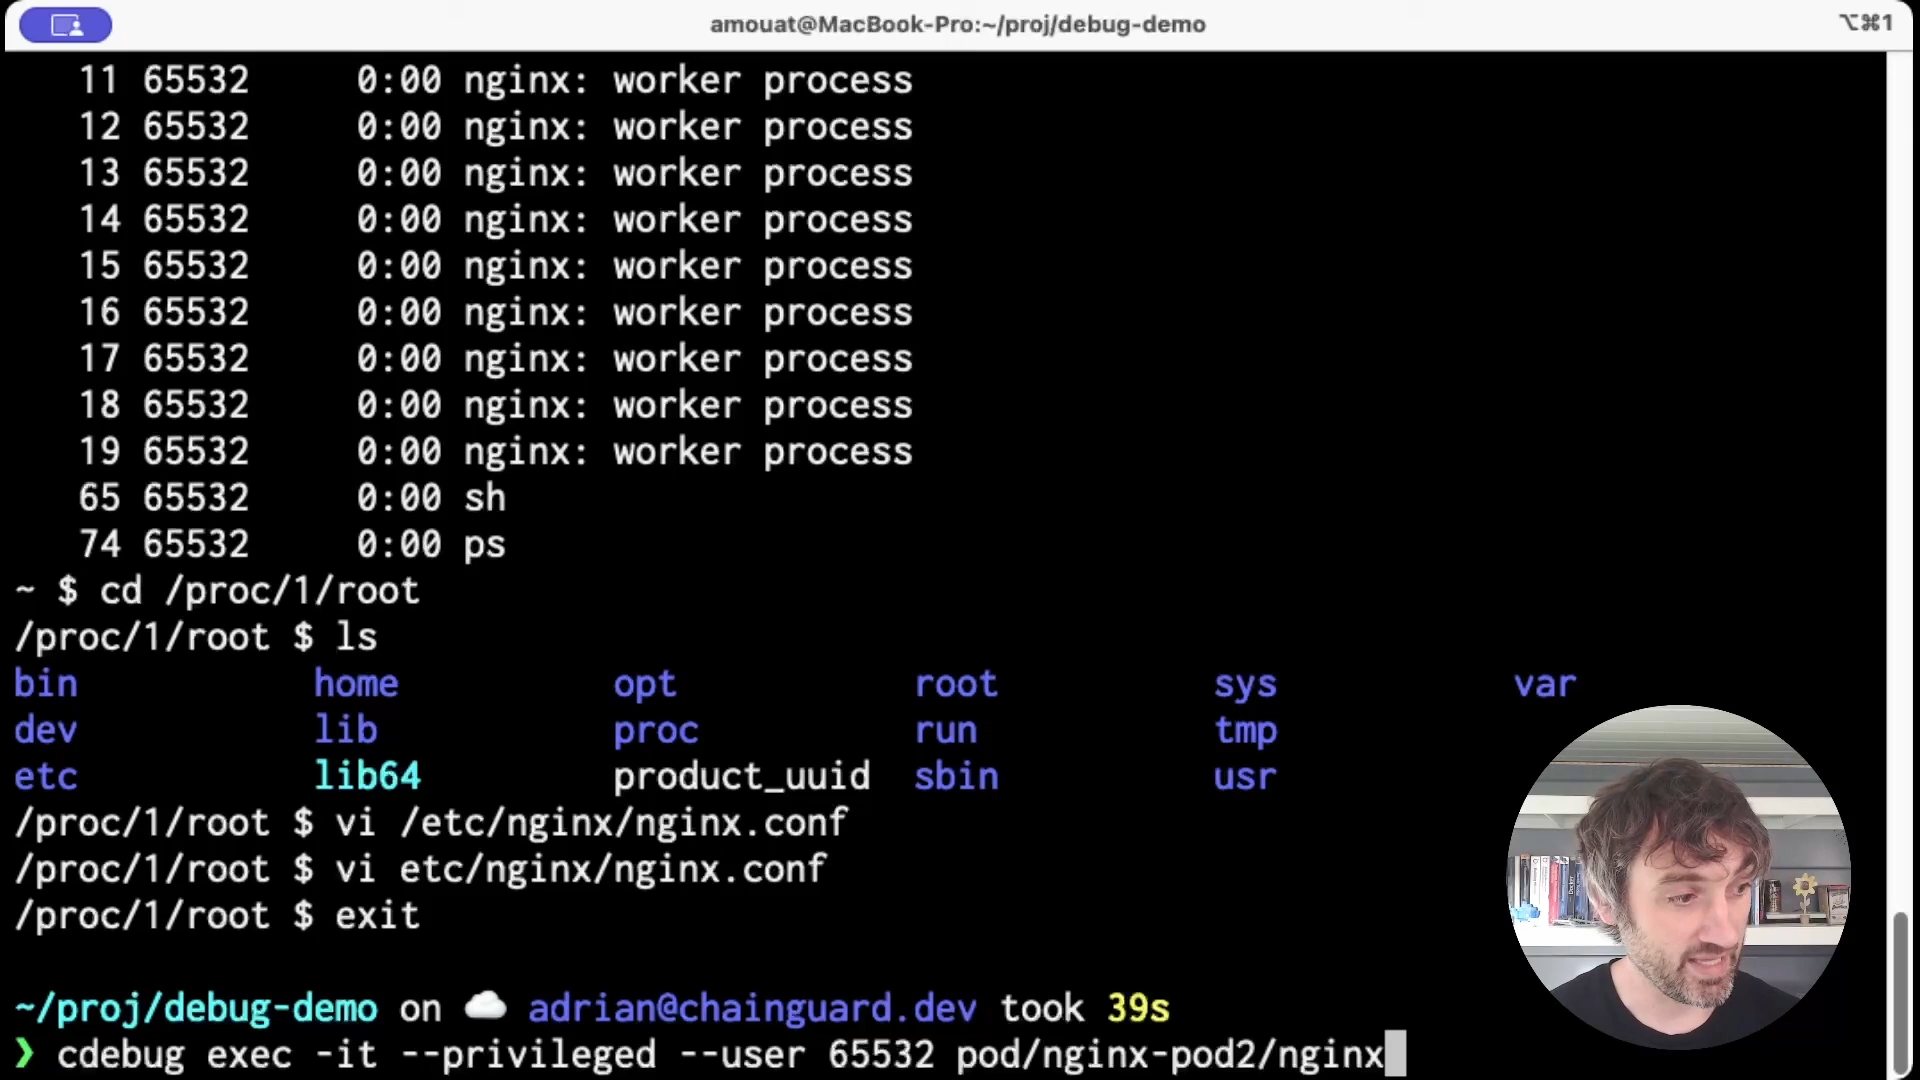 amouat@MacBook-Pro:~/proj/debug-demo ⌥⌘1
11 65532 0:00 nginx: worker process
12 65532 0:00 nginx: worker process
13 65532 0:00 nginx: worker process
14 65532 0:00 nginx: worker process
15 65532 0:00 nginx: worker process
16 65532 0:00 nginx: worker process
17 65532 0:00 nginx: worker process
18 65532 0:00 nginx: worker process
19 65532 0:00 nginx: worker process
65 65532 0:00 sh
74 65532 0:00 ps
~ $ cd /proc/1/root
/proc/1/root $ ls
bin home opt root sys var
dev lib proc run tmp
etc lib64 product_uuid sbin usr
/proc/1/root $ vi /etc/nginx/nginx.conf
/proc/1/root $ vi etc/nginx/nginx.conf
/proc/1/root $ exit
~/proj/debug-demo on ☁️ adrian@chainguard.dev took 39s
❯ cdebug exec -it --privileged --user 65532 pod/nginx-pod2/nginx